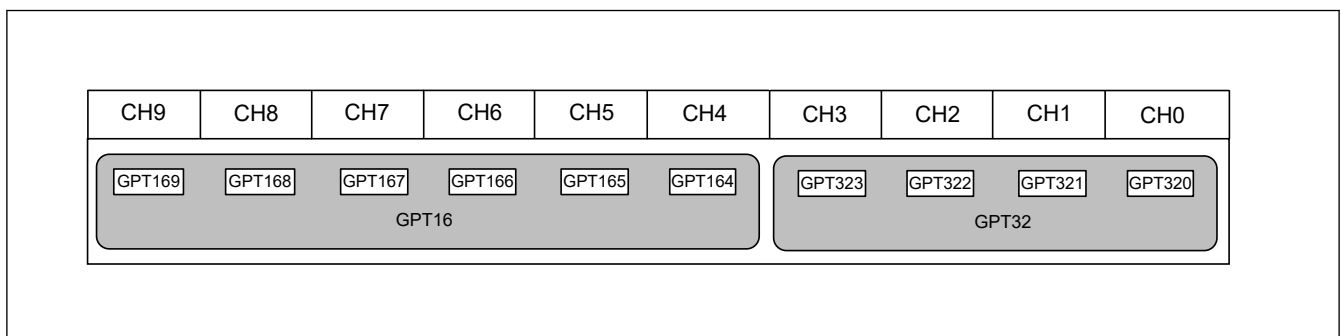 CH9 CH8 CH7 CH6 CH5 CH4 CH3 CH2 CH1 CH0
GPT169 GPT168 GPT167 GPT166 GPT165 GPT164 GPT323 GPT322 GPT321 GPT320
GPT16 GPT32